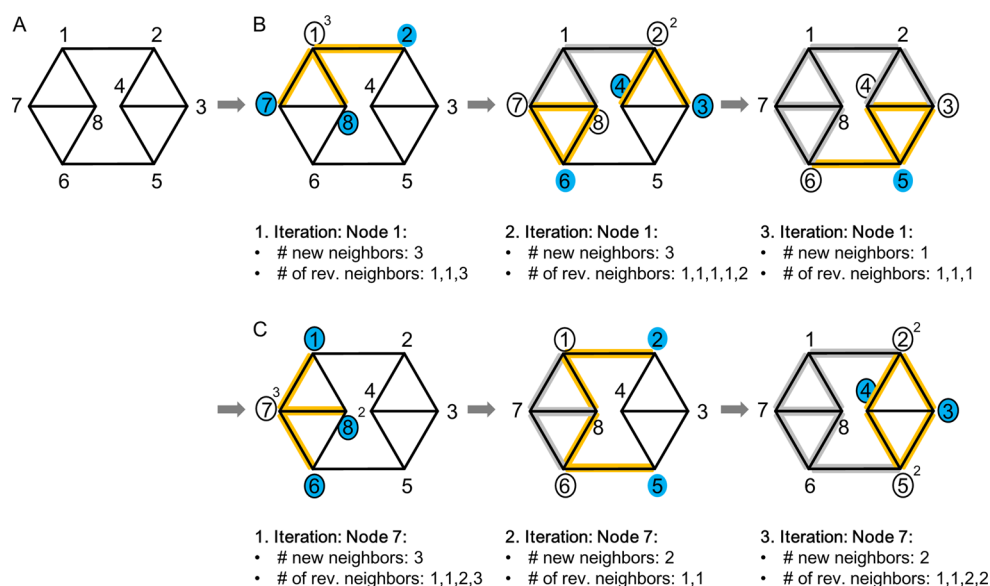 A
1
2
7
4
3
8
6
5
B
1 3
2
7
4
3
8
6
5
1
2 2
7
4
3
8
6
5
1
2
7
4
3
8
6
5
1. Iteration: Node 1:
• # new neighbors: 3
• # of rev. neighbors: 1,1,3
2. Iteration: Node 1:
• # new neighbors: 3
• # of rev. neighbors: 1,1,1,1,2
3. Iteration: Node 1:
• # new neighbors: 1
• # of rev. neighbors: 1,1,1
C
1
2
7 3
4
3
8 2
6
5
1
2
7
4
3
8
6
5
1
2 2
7
4
3
8
6
5 2
1. Iteration: Node 7:
• # new neighbors: 3
• # of rev. neighbors: 1,1,2,3
2. Iteration: Node 7:
• # new neighbors: 2
• # of rev. neighbors: 1,1
3. Iteration: Node 7:
• # new neighbors: 2
• # of rev. neighbors: 1,1,2,2